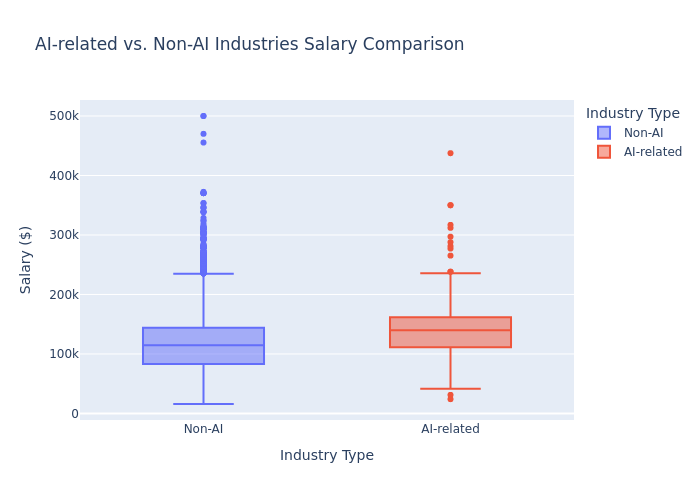 AI-related vs. Non-AI Industries Salary Comparison
Industry Type
Non-AI
AI-related
500k
400k
300k
200k
100k
0
Salary ($)
Non-AI
AI-related
Industry Type